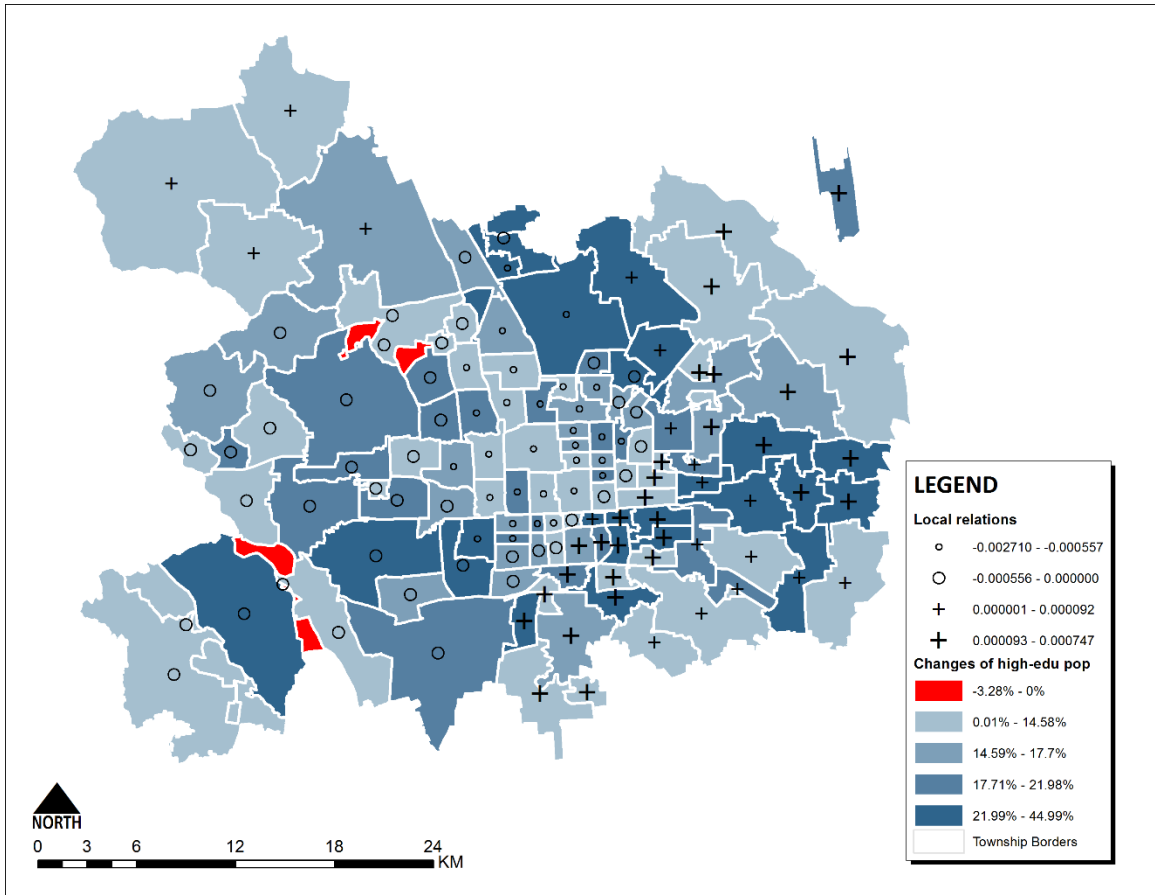 LEGEND
Local relations
-0.002710 - -0.000557
-0.000556 - 0.000000
0.000001 - 0.000092
0.000093 - 0.000747
Changes of high-edu pop
-3.28% - 0%
0.01% - 14.58%
14.59% - 17.7%
17.71% - 21.98%
21.99% - 44.99%
Township Borders
NORTH
0 3 6 12 18 24
KM